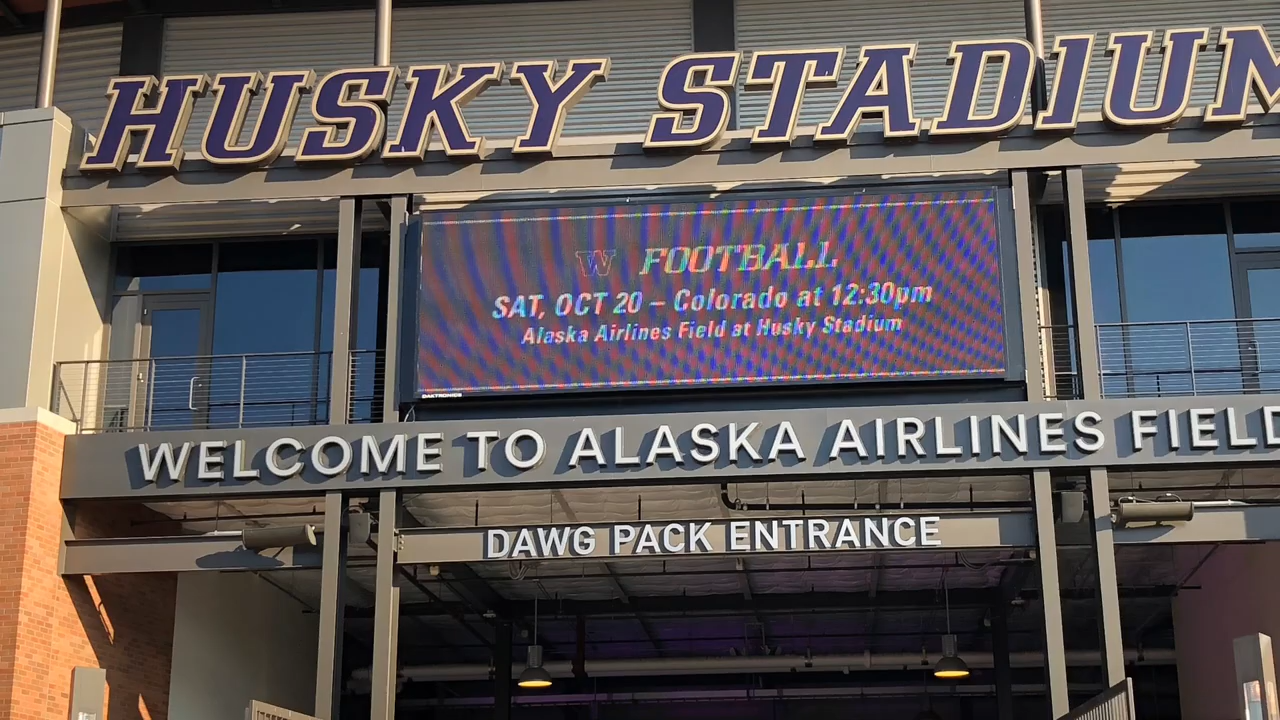 HUSKY STADIUM
W FOOTBALL
SAT, OCT 20 – Colorado at 12:30pm
Alaska Airlines Field at Husky Stadium
DAKTRONICS
WELCOME TO ALASKA AIRLINES FIELD
DAWG PACK ENTRANCE